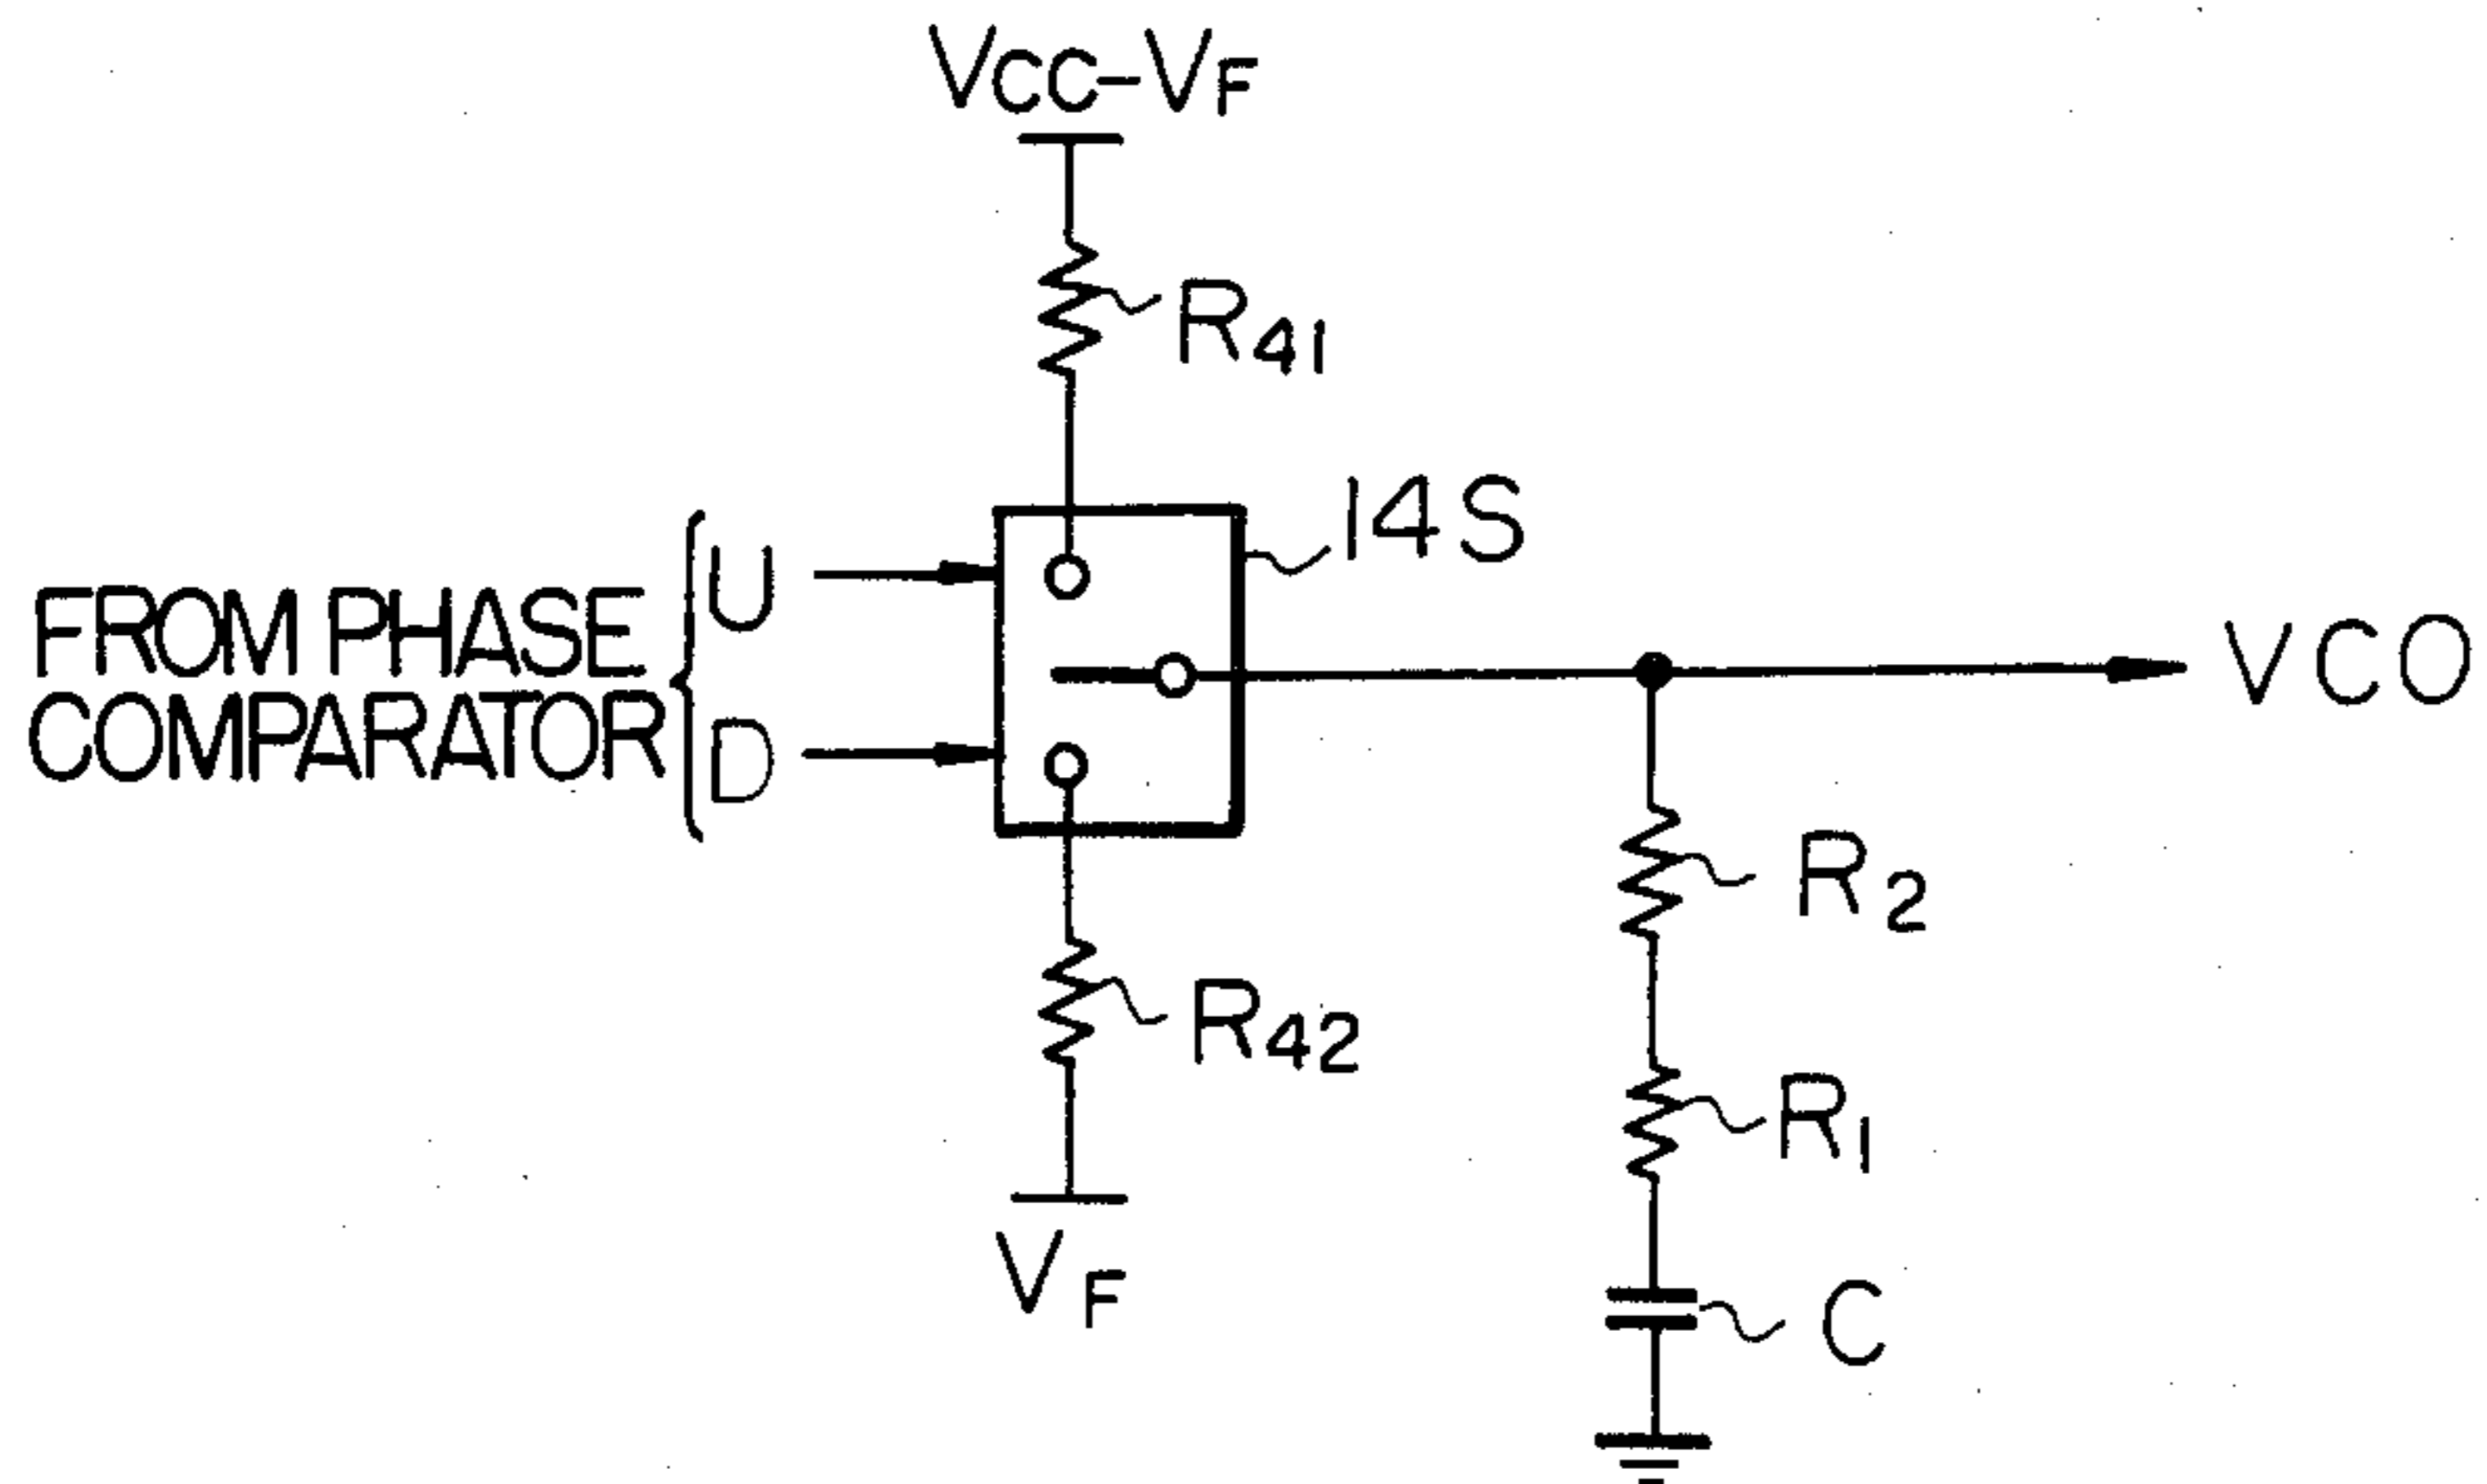 VCC-VF
R41
14S
FROM PHASE
COMPARATOR
U
D
VCO
R2
R42
R1
VF
C